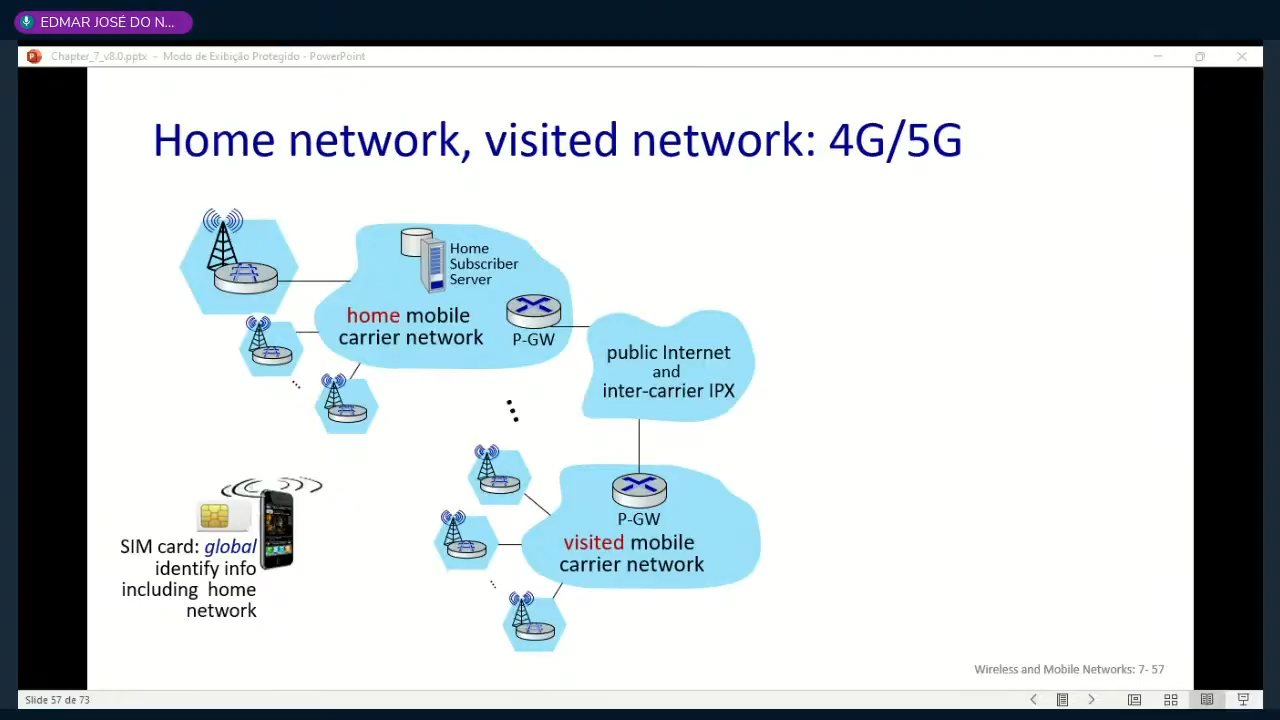 EDMAR JOSÉ DO N...
Chapter_7_v8.0.pptx – Modo de Exibição Protegido - PowerPoint
Home network, visited network: 4G/5G
Home
Subscriber
Server
home mobile
carrier network
P-GW
public Internet
and
inter-carrier IPX
P-GW
visited mobile
carrier network
SIM card: global
identify info
including home
network
Wireless and Mobile Networks: 7- 57
Slide 57 de 73